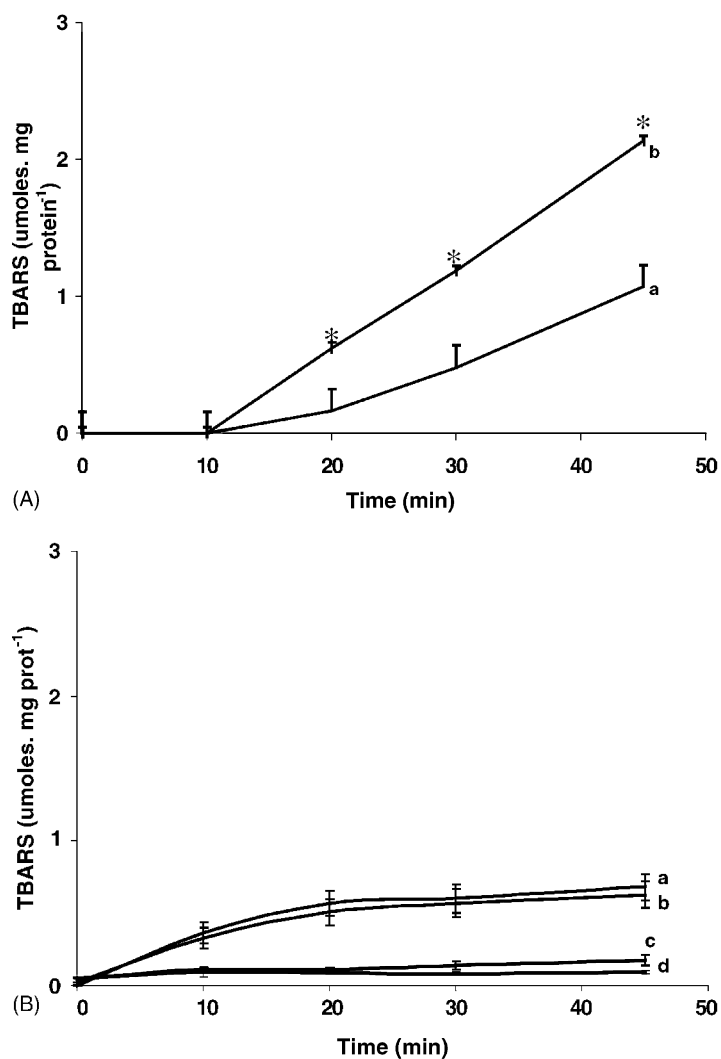 3
2
1
0
TBARS (umoles. mg
protein-1)
*
*
*
b
a
0 10 20 30 40 50
Time (min)
(A)
3
2
1
0
TBARS (umoles. mg prot-1)
a
b
c
d
0 10 20 30 40 50
Time (min)
(B)